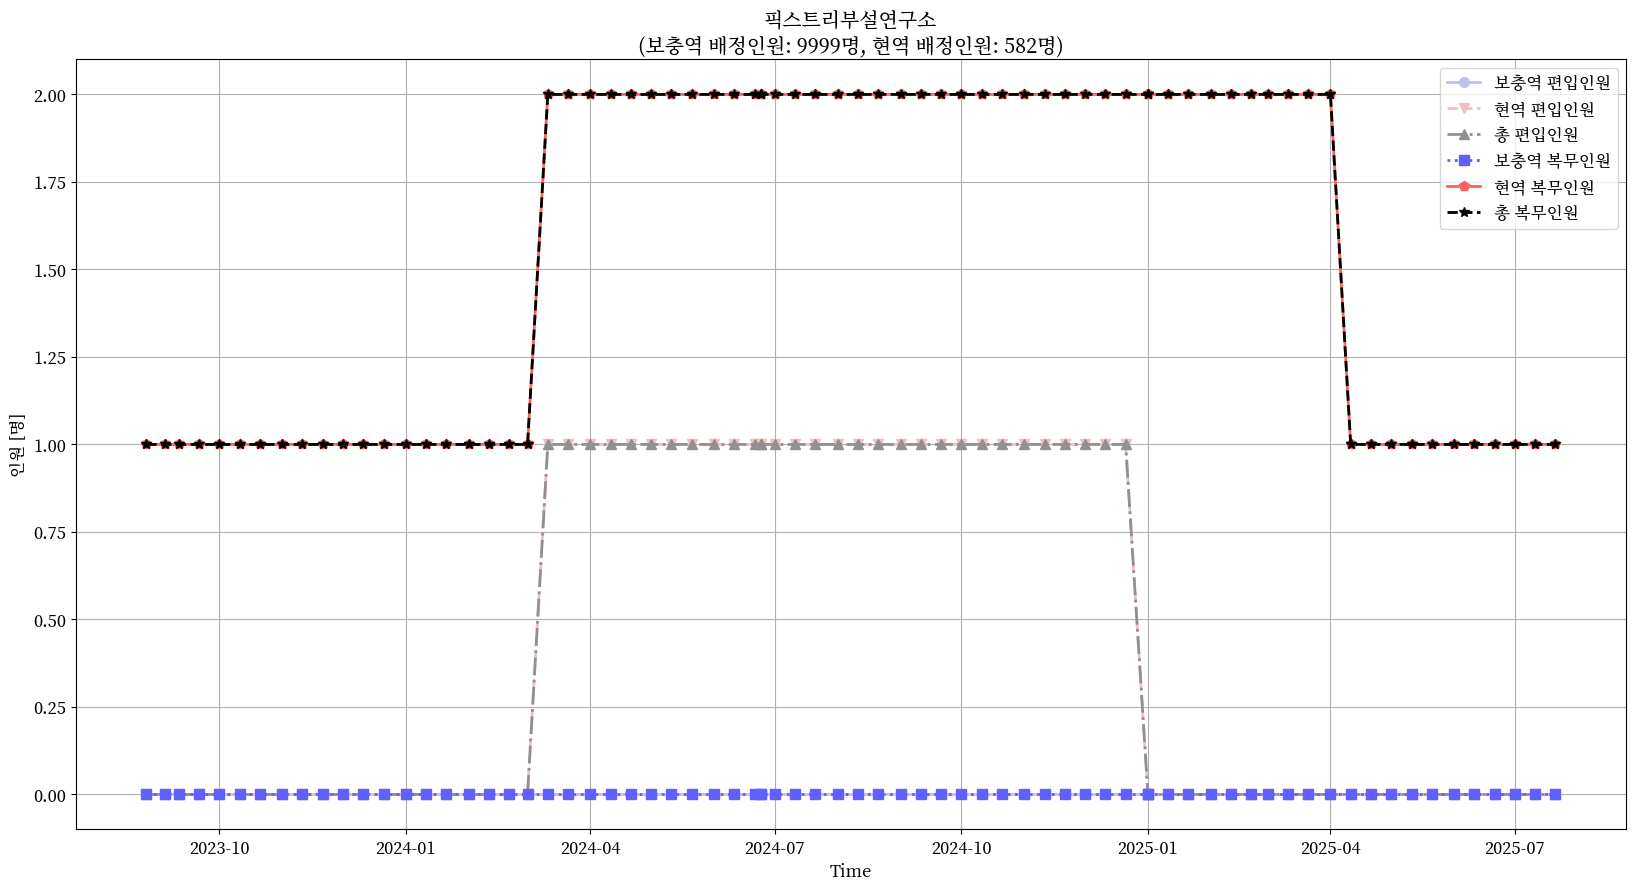 픽스트리부설연구소
(보충역 배정인원: 9999명, 현역 배정인원: 582명)
보충역 편입인원
현역 편입인원
총 편입인원
보충역 복무인원
현역 복무인원
총 복무인원
2.00
1.75
1.50
1.25
1.00
0.75
0.50
0.25
0.00
인원 [명]
2023-10
2024-01
2024-04
2024-07
2024-10
2025-01
2025-04
2025-07
Time